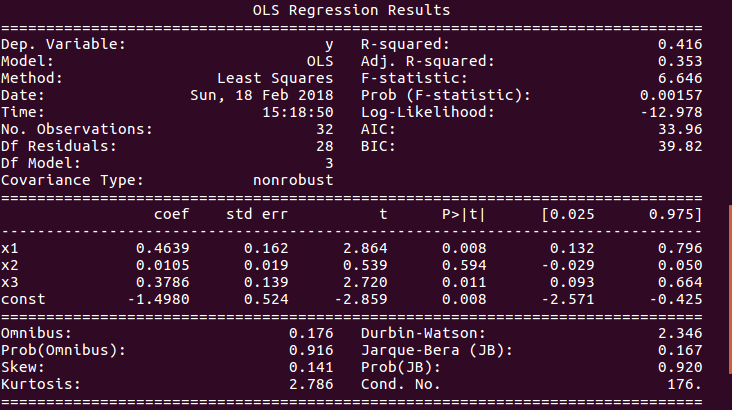 OLS Regression Results
==============================================================================
Dep. Variable:                      y   R-squared:                       0.416
Model:                            OLS   Adj. R-squared:                  0.353
Method:                 Least Squares   F-statistic:                     6.646
Date:                Sun, 18 Feb 2018   Prob (F-statistic):            0.00157
Time:                        15:18:50   Log-Likelihood:                -12.978
No. Observations:                  32   AIC:                             33.96
Df Residuals:                      28   BIC:                             39.82
Df Model:                           3
Covariance Type:            nonrobust
==============================================================================
                 coef    std err          t      P>|t|      [0.025      0.975]
------------------------------------------------------------------------------
x1             0.4639      0.162      2.864      0.008       0.132       0.796
x2             0.0105      0.019      0.539      0.594      -0.029       0.050
x3             0.3786      0.139      2.720      0.011       0.093       0.664
const         -1.4980      0.524     -2.859      0.008      -2.571      -0.425
==============================================================================
Omnibus:                        0.176   Durbin-Watson:                   2.346
Prob(Omnibus):                  0.916   Jarque-Bera (JB):                0.167
Skew:                           0.141   Prob(JB):                        0.920
Kurtosis:                       2.786   Cond. No.                         176.
==============================================================================